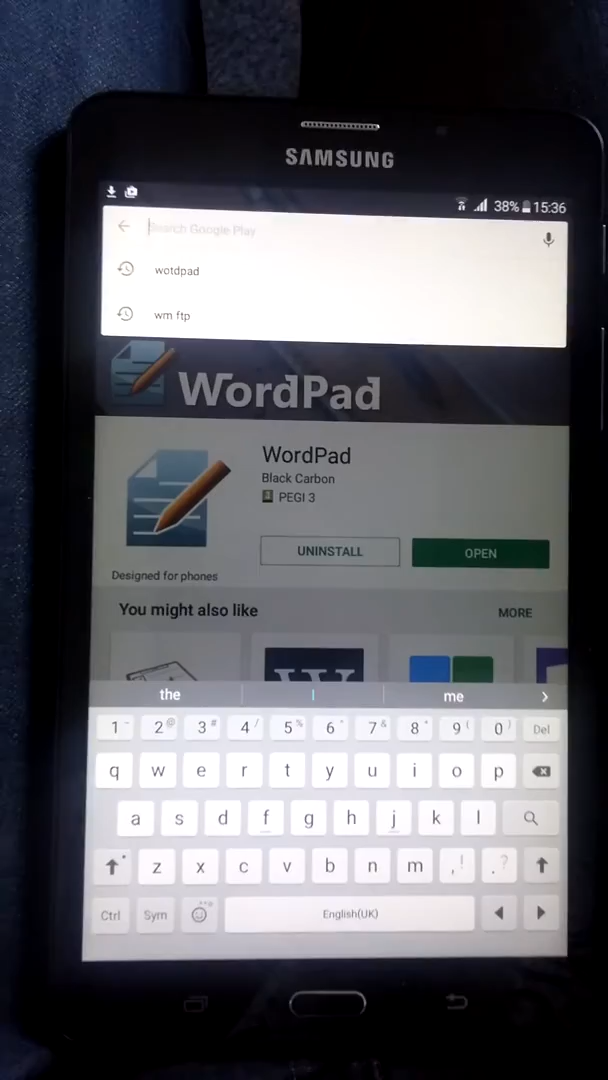 SAMSUNG
38% 15:36
Search Google Play
wotdpad
wm ftp
WordPad
WordPad
Black Carbon
PEGI 3
UNINSTALL OPEN
Designed for phones
You might also like MORE
the I me
1 - 2 @ 3 # 4 / 5 % 6 ^ 7 & 8 * 9 ( 0 ) Del
q w e r t y u i o p
a s d f g h j k l
z x c v b n m , ! . ?
Ctrl Sym English(UK)